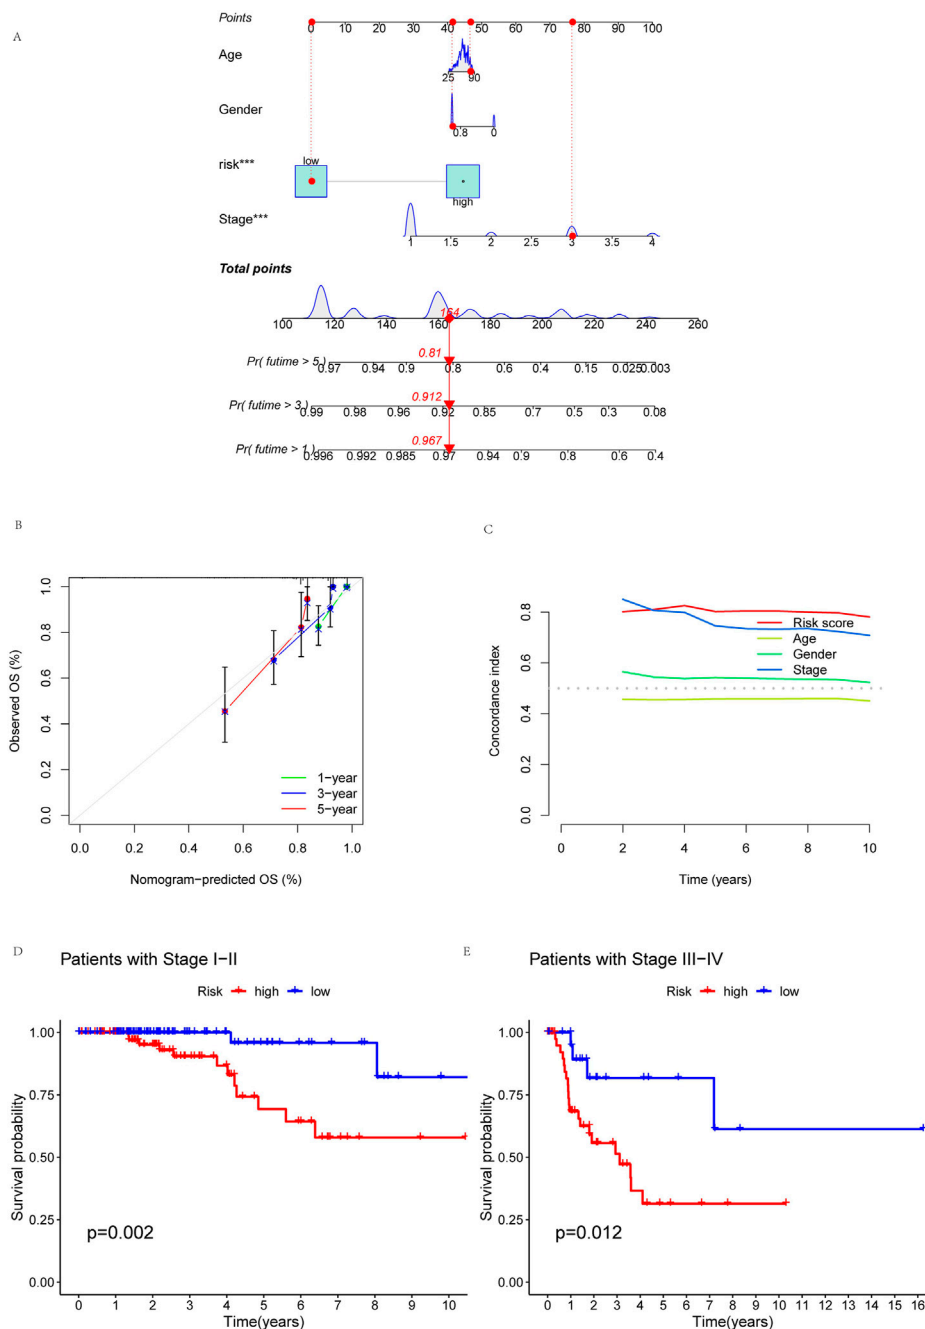 A
Points
0 10 20 30 40 50 60 70 80 90 100
Age
25 90
Gender
0.8 0
risk***
low
high
Stage***
1 1.5 2 2.5 3 3.5 4
Total points
164
100 120 140 160 180 200 220 240 260
0.81
Pr( futime > 5 )
0.97 0.94 0.9 0.8 0.6 0.4 0.15 0.025 0.003
0.912
Pr( futime > 3 )
0.99 0.98 0.96 0.92 0.85 0.7 0.5 0.3 0.08
0.967
Pr( futime > 1 )
0.996 0.992 0.985 0.97 0.94 0.9 0.8 0.6 0.4
B
Observed OS (%)
1.0
0.8
0.6
0.4
0.2
0.0
1−year
3−year
5−year
0.0 0.2 0.4 0.6 0.8 1.0
Nomogram−predicted OS (%)
C
Concordance index
0.8
0.6
0.4
0.2
0.0
Risk score
Age
Gender
Stage
0 2 4 6 8 10
Time (years)
D
Patients with Stage I−II
Risk high low
Survival probability
1.00
0.75
0.50
0.25
0.00
p=0.002
0 1 2 3 4 5 6 7 8 9 10
Time(years)
E
Patients with Stage III−IV
Risk high low
Survival probability
1.00
0.75
0.50
0.25
0.00
p=0.012
0 1 2 3 4 5 6 7 8 9 10 11 12 13 14 15 16
Time(years)